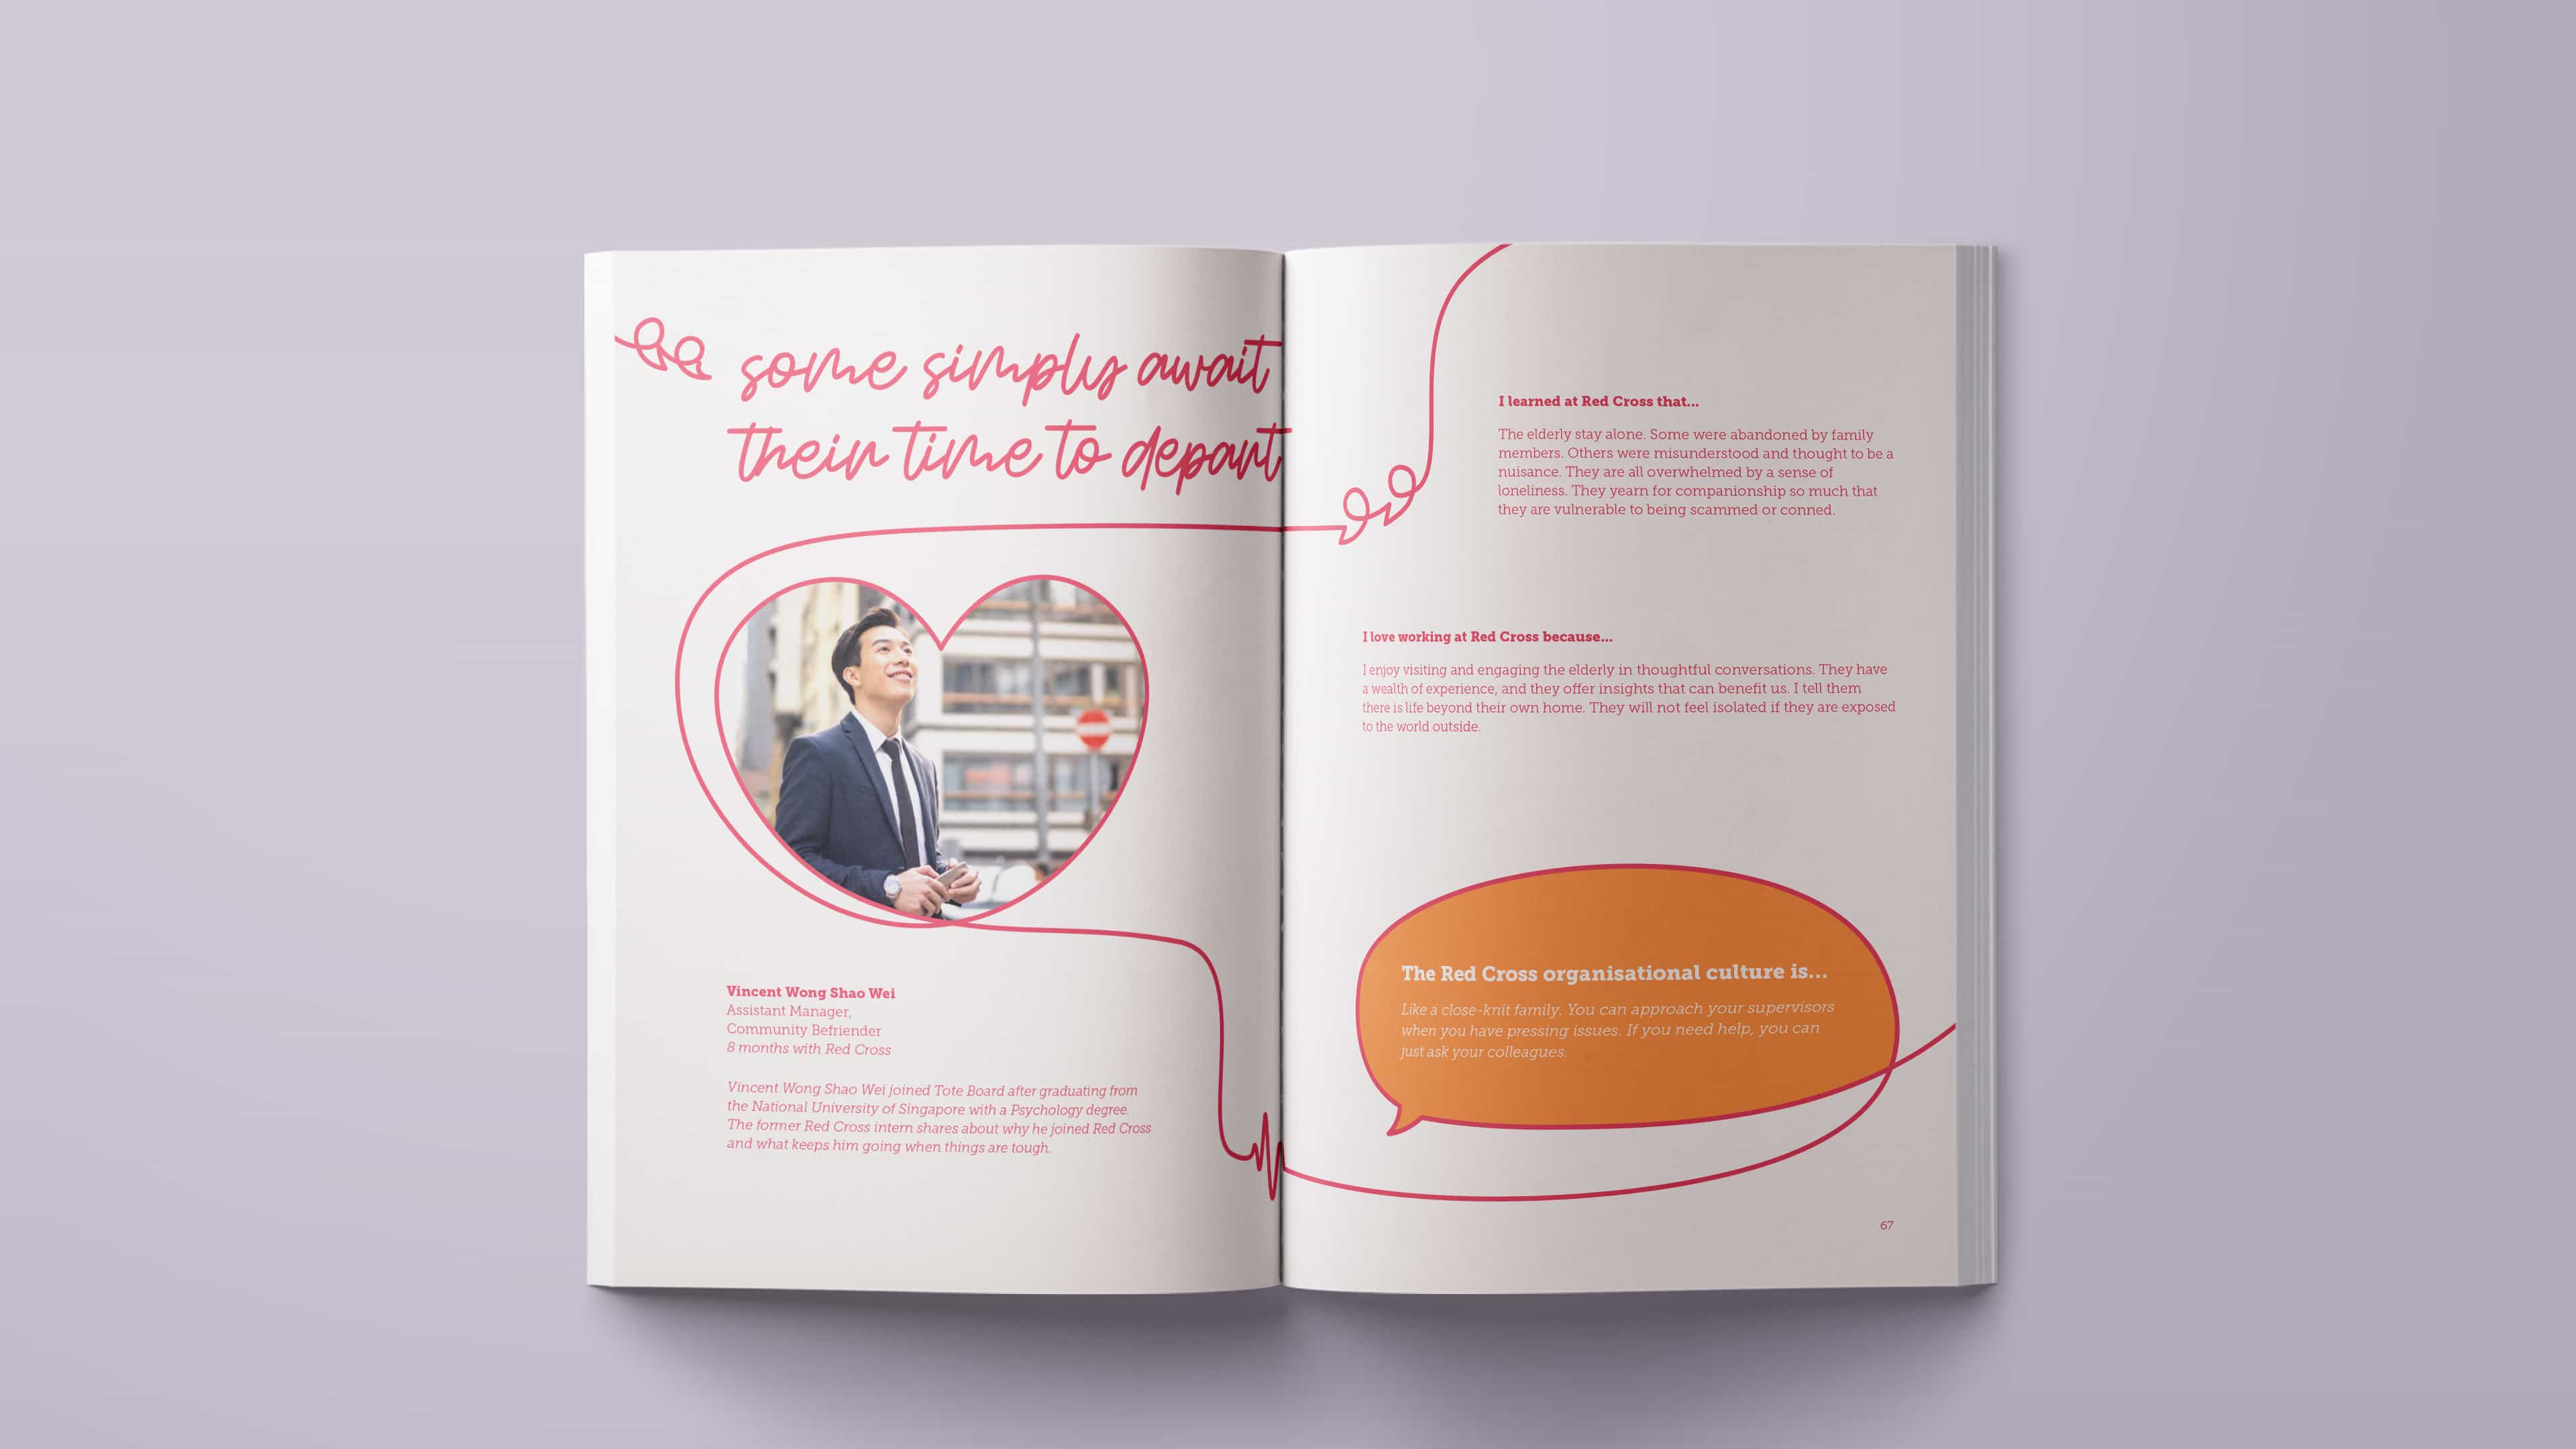 some simply await
their time to depart
Vincent Wong Shao Wei
Assistant Manager,
Community Befriender
8 months with Red Cross
Vincent Wong Shao Wei joined Tote Board after graduating from
the National University of Singapore with a Psychology degree.
The former Red Cross intern shares about why he joined Red Cross
and what keeps him going when things are tough.
I learned at Red Cross that...
The elderly stay alone. Some were abandoned by family
members. Others were misunderstood and thought to be a
nuisance. They are all overwhelmed by a sense of
loneliness. They yearn for companionship so much that
they are vulnerable to being scammed or conned.
I love working at Red Cross because...
I enjoy visiting and engaging the elderly in thoughtful conversations. They have
a wealth of experience, and they offer insights that can benefit us. I tell them
there is life beyond their own home. They will not feel isolated if they are exposed
to the world outside.
The Red Cross organisational culture is...
Like a close-knit family. You can approach your supervisors
when you have pressing issues. If you need help, you can
just ask your colleagues.
67